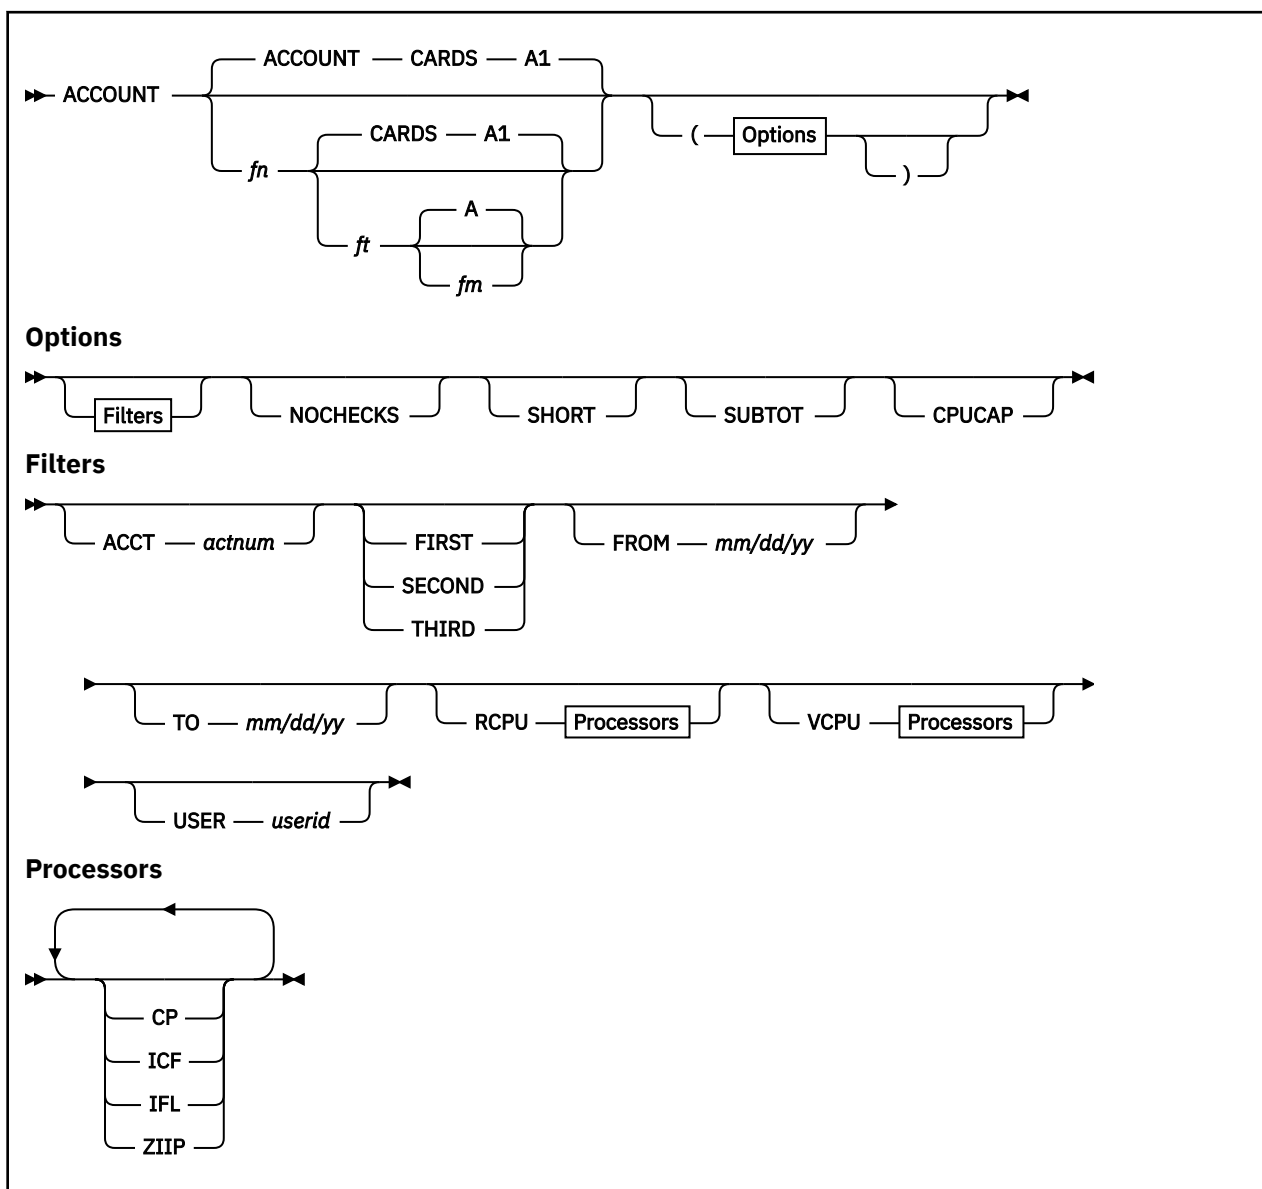 ACCOUNT CARDS A1
ACCOUNT
CARDS A1
( Options
fn
)
A
ft
fm
Options
Filters NOCHECKS SHORT SUBTOT CPUCAP
Filters
ACCT actnum FIRST FROM mm/dd/yy
SECOND
THIRD
TO mm/dd/yy RCPU Processors VCPU Processors
USER userid
Processors
CP
ICF
IFL
ZIIP